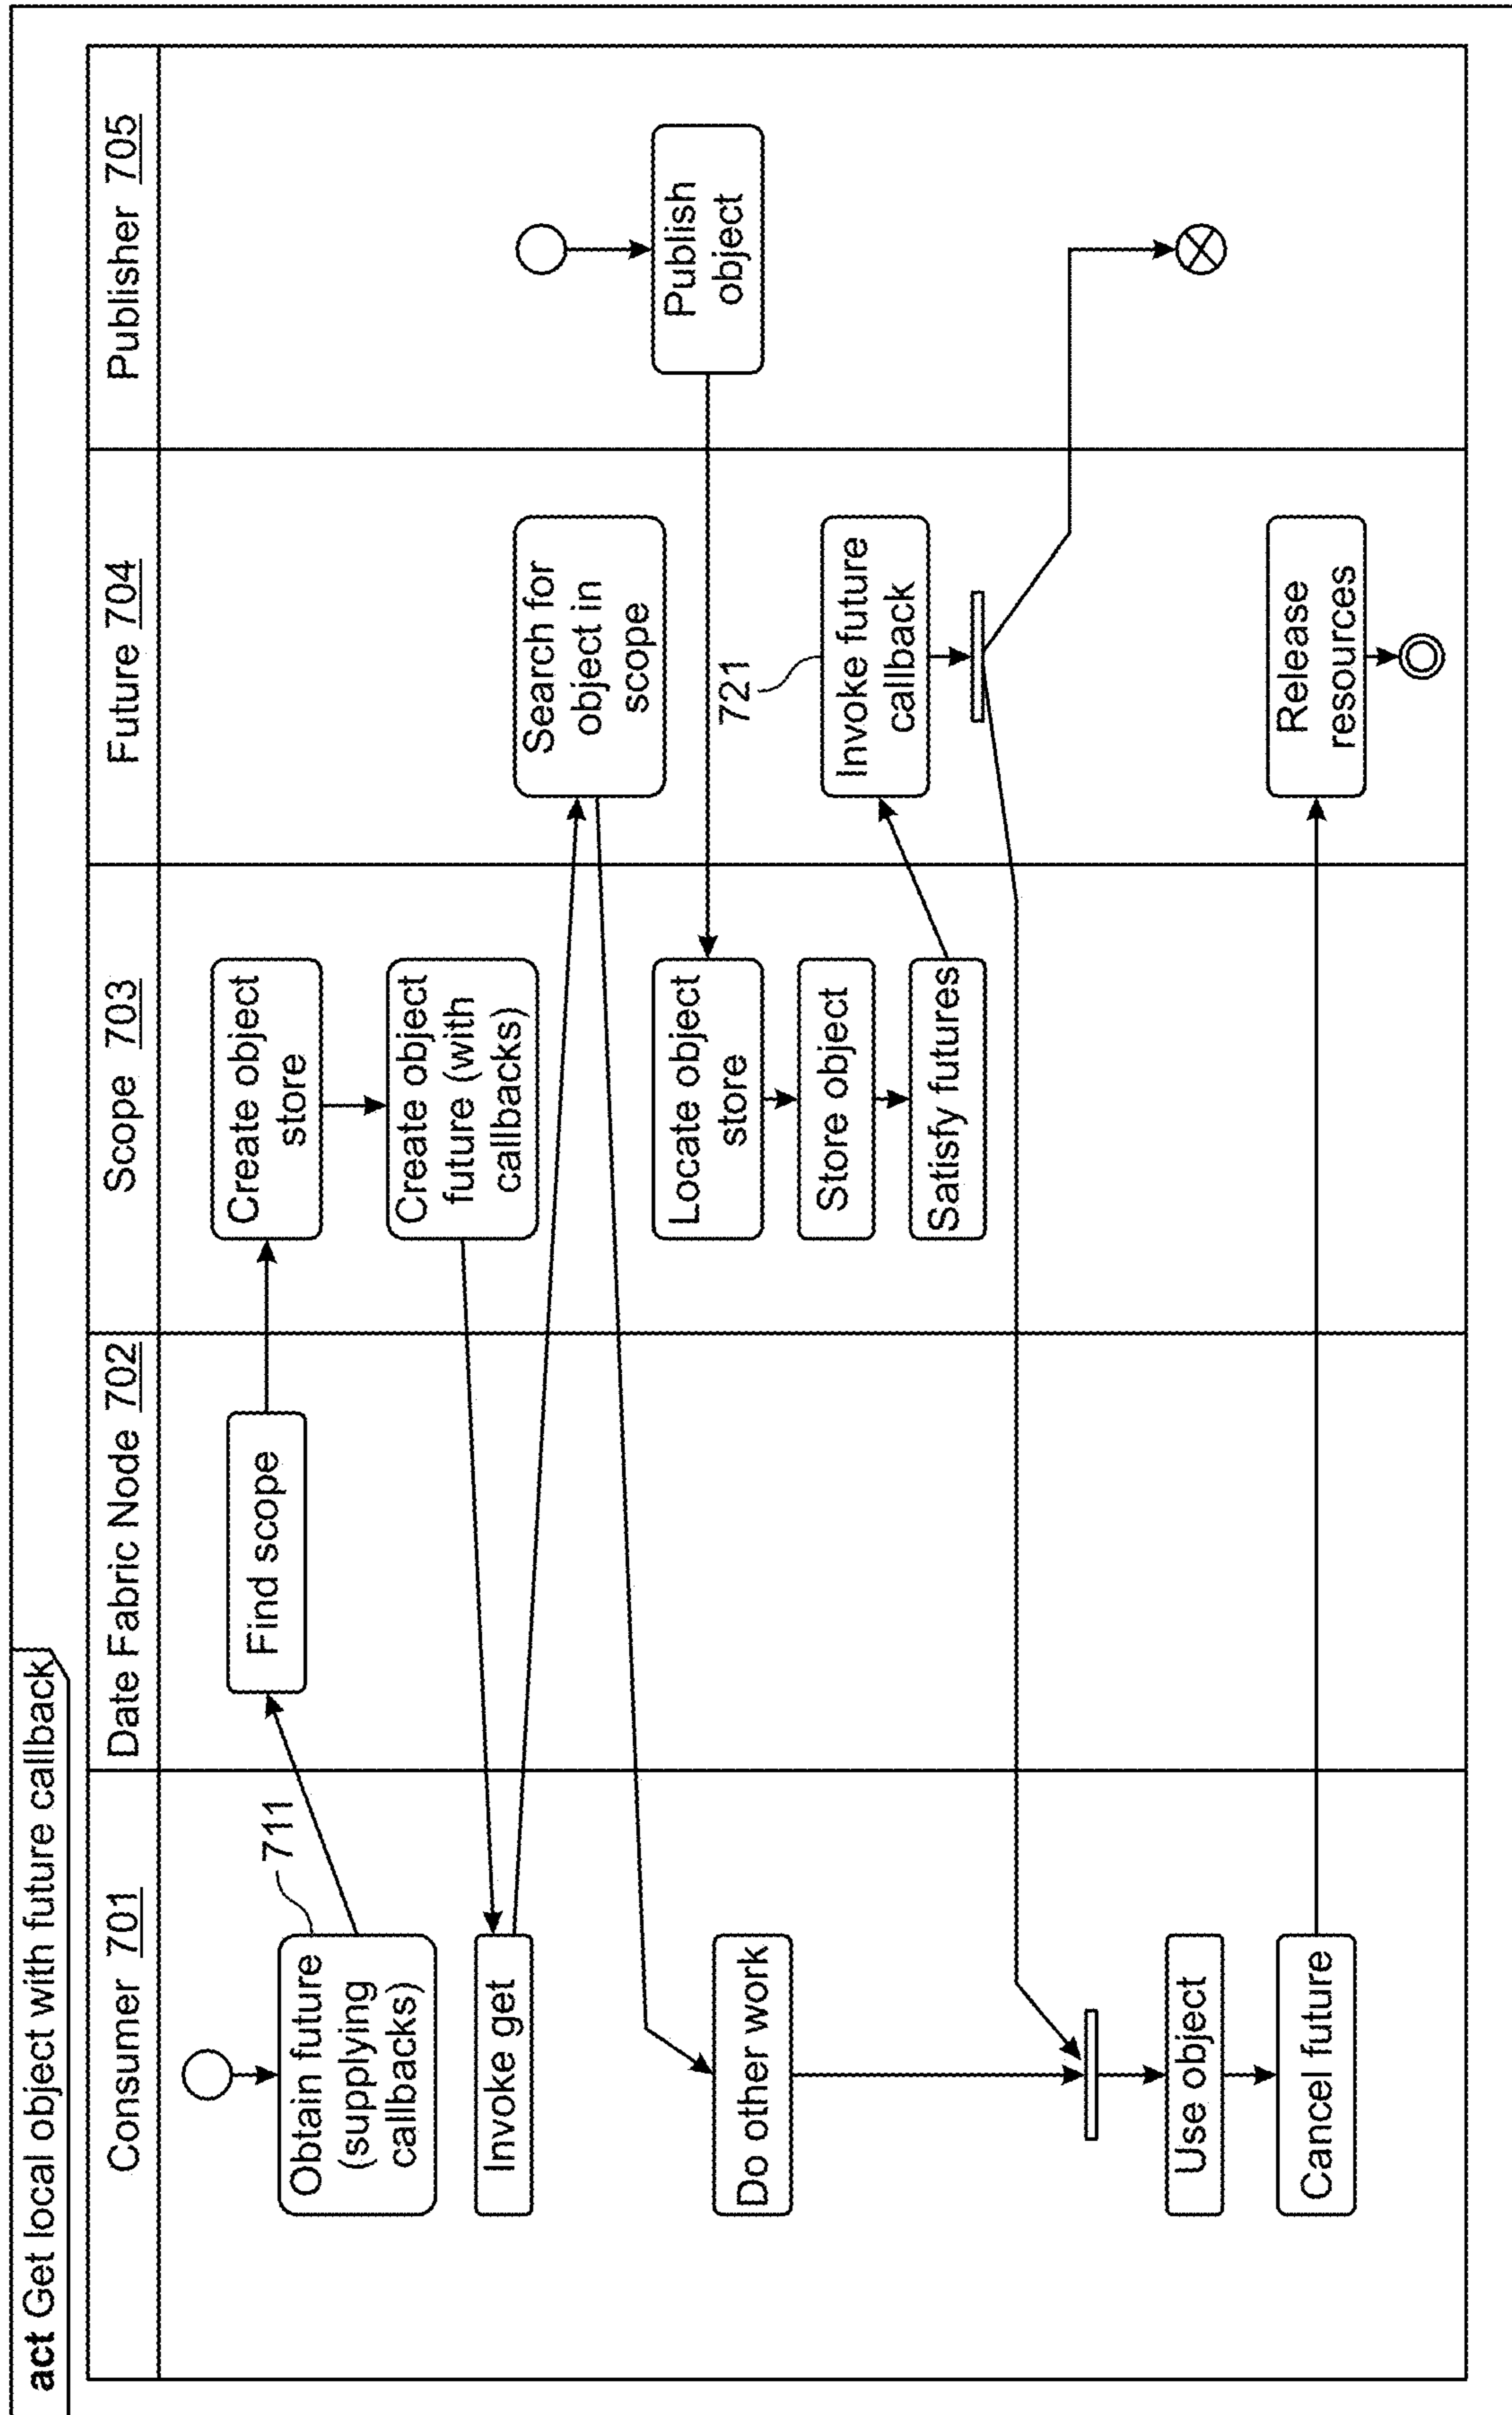 act Get local object with future callback
Consumer 701
Date Fabric Node 702
Scope 703
Future 704
Publisher 705
Obtain future
(supplying
callbacks)
711
Find scope
Create object
store
Create object
future (with
callbacks)
Invoke get
Search for
object in
scope
Publish
object
Do other work
Locate object
store
Store object
Satisfy futures
721
Invoke future
callback
Use object
Cancel future
Release
resources